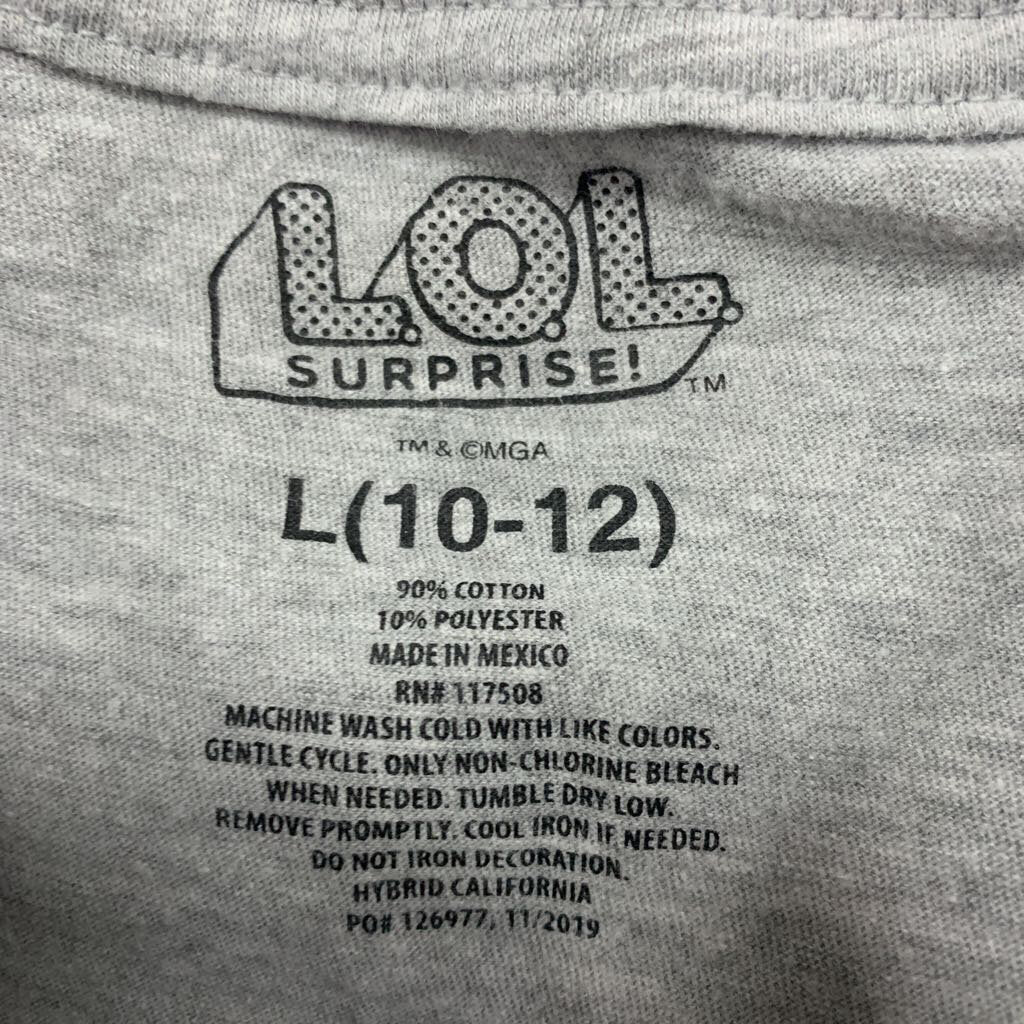 L.O.L.
SURPRISE!
TM
TM & ©MGA
L(10-12)
90% COTTON
10% POLYESTER
MADE IN MEXICO
RN# 117508
MACHINE WASH COLD WITH LIKE COLORS.
GENTLE CYCLE. ONLY NON-CHLORINE BLEACH
WHEN NEEDED. TUMBLE DRY LOW.
REMOVE PROMPTLY. COOL IRON IF NEEDED.
DO NOT IRON DECORATION.
HYBRID CALIFORNIA
PO# 126977, 11/2019